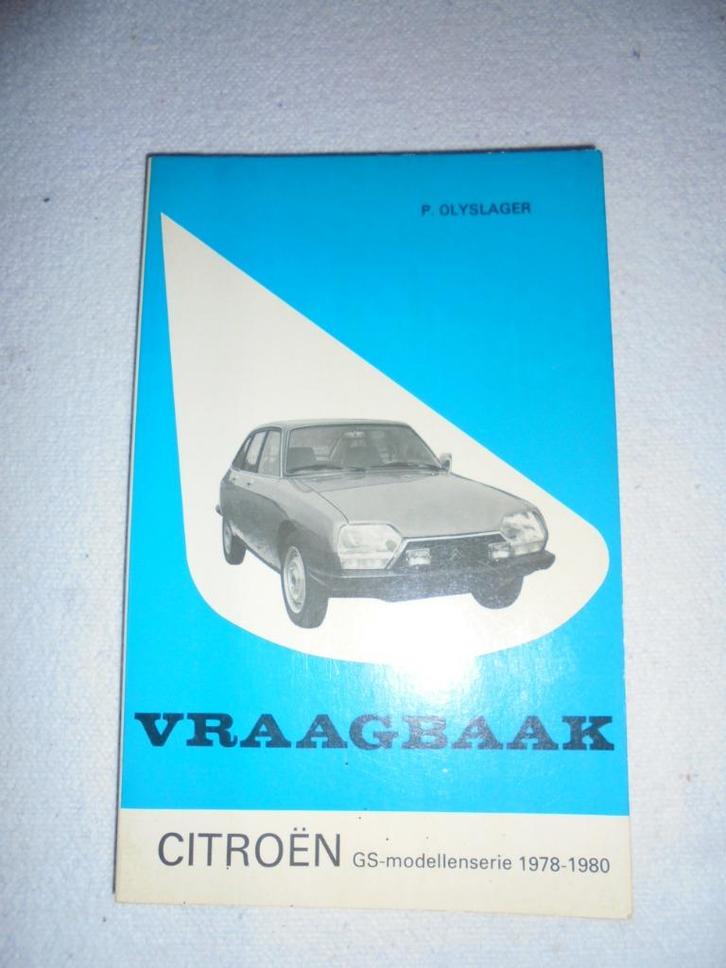 P. OLYSLAGER
VRAAGBAAK
CITROËN GS-modellenserie 1978-1980